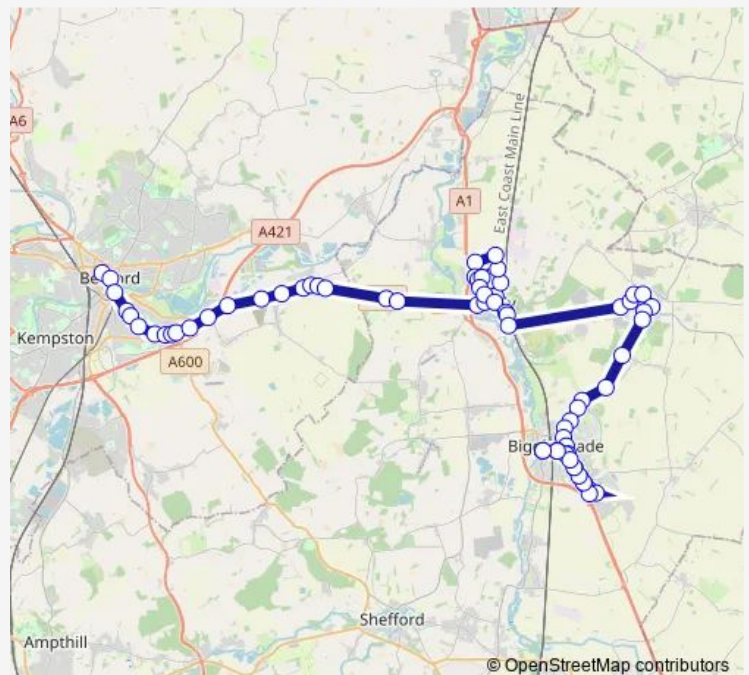 A6
A1
East Coast Main Line
A421
Kempston
A600
Shefford
Ampthill
© OpenStreetMap contributors